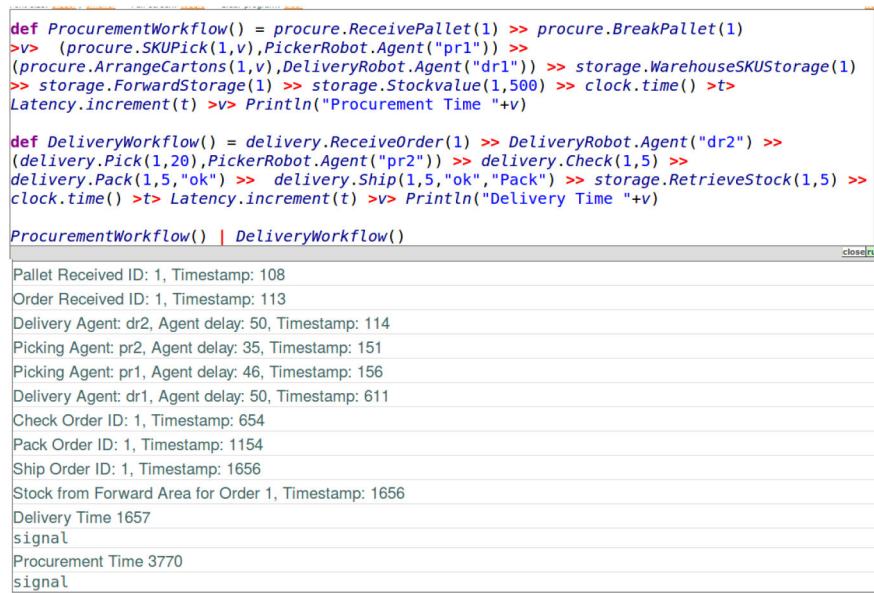 def ProcurementWorkflow() = procure.ReceivePallet(1) >> procure.BreakPallet(1)
>v>  (procure.SKUPick(1,v),PickerRobot.Agent("pr1")) >>
(procure.ArrangeCartons(1,v),DeliveryRobot.Agent("dr1")) >> storage.WarehouseSKUStorage(1)
>> storage.ForwardStorage(1) >> storage.Stockvalue(1,500) >> clock.time() >t>
Latency.increment(t) >v> Println("Procurement Time "+v)
def DeliveryWorkflow() = delivery.ReceiveOrder(1) >> DeliveryRobot.Agent("dr2") >>
(delivery.Pick(1,20),PickerRobot.Agent("pr2")) >> delivery.Check(1,5) >>
delivery.Pack(1,5,"ok") >>  delivery.Ship(1,5,"ok","Pack") >> storage.RetrieveStock(1,5) >>
clock.time() >t> Latency.increment(t) >v> Println("Delivery Time "+v)
ProcurementWorkflow() | DeliveryWorkflow()
close
Pallet Received ID: 1, Timestamp: 108
Order Received ID: 1, Timestamp: 113
Delivery Agent: dr2, Agent delay: 50, Timestamp: 114
Picking Agent: pr2, Agent delay: 35, Timestamp: 151
Picking Agent: pr1, Agent delay: 46, Timestamp: 156
Delivery Agent: dr1, Agent delay: 50, Timestamp: 611
Check Order ID: 1, Timestamp: 654
Pack Order ID: 1, Timestamp: 1154
Ship Order ID: 1, Timestamp: 1656
Stock from Forward Area for Order 1, Timestamp: 1656
Delivery Time 1657
signal
Procurement Time 3770
signal